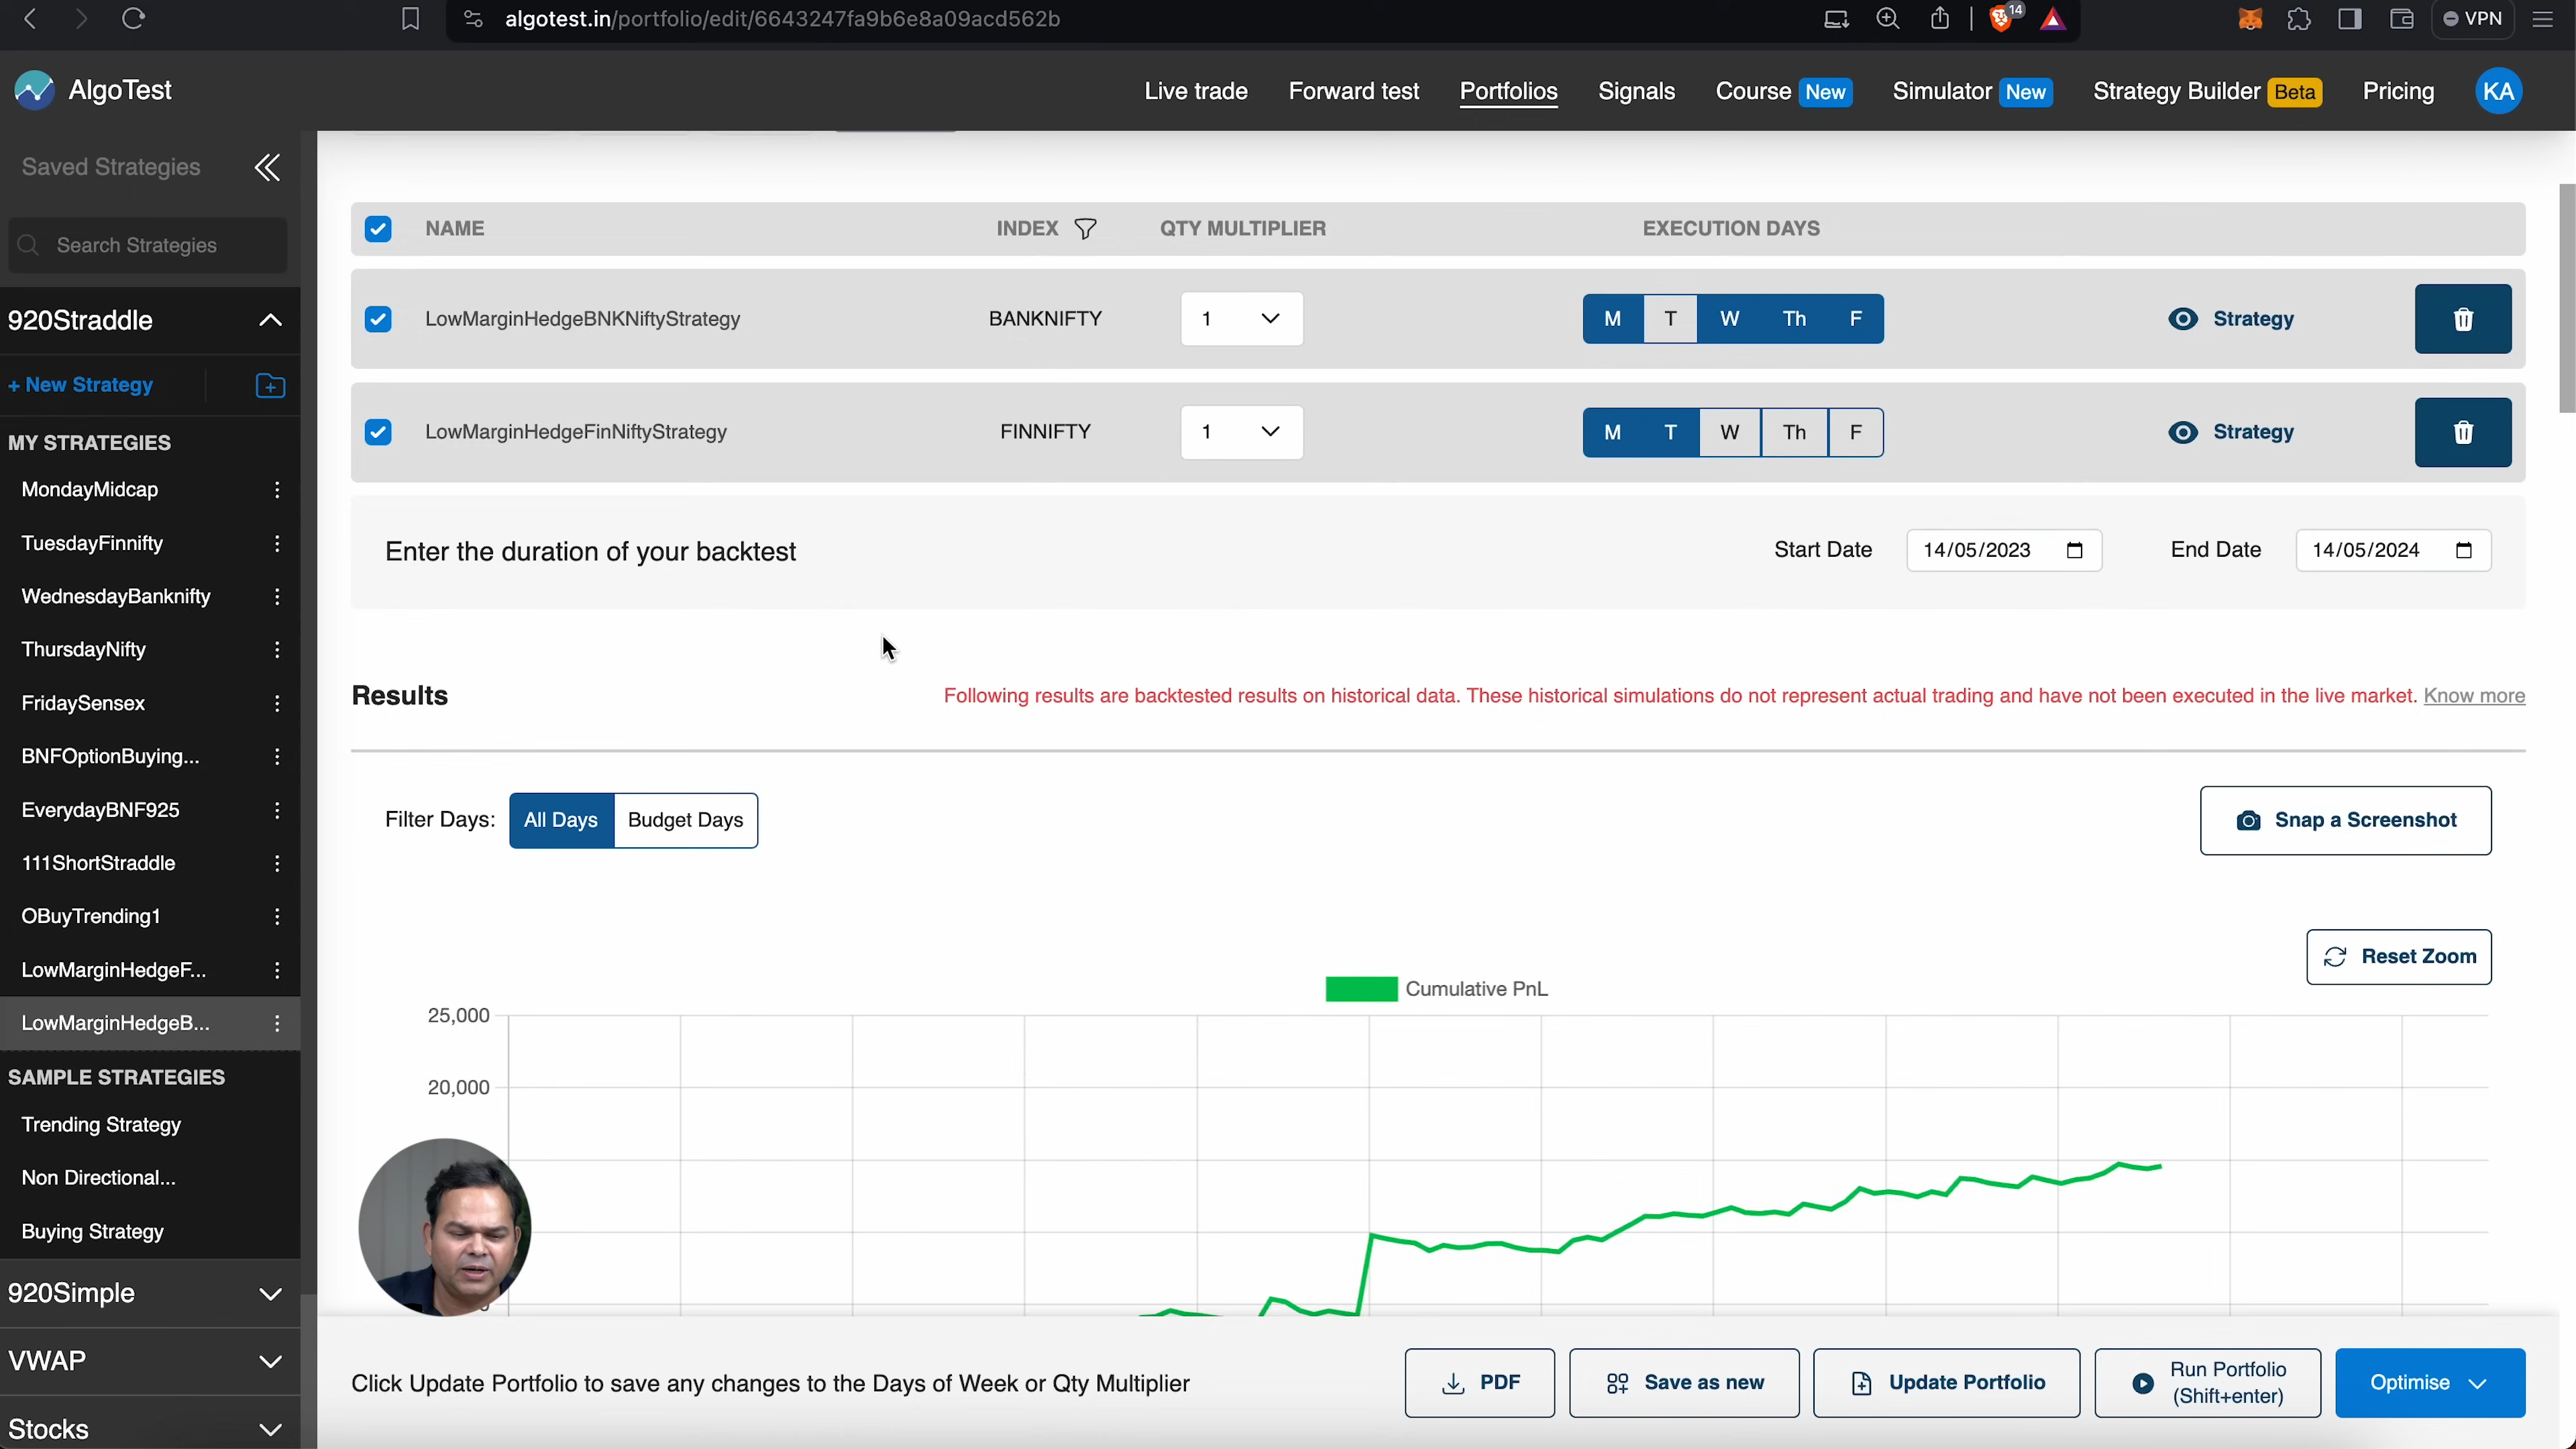 algotest.in/portfolio/edit/6643247fa9b6e8a09acd562b
14
VPN
AlgoTest
Live trade
Forward test
Portfolios
Signals
Course New
Simulator New
Strategy Builder Beta
Pricing
KA
Saved Strategies
Search Strategies
920Straddle
+ New Strategy
MY STRATEGIES
MondayMidcap
TuesdayFinnifty
WednesdayBanknifty
ThursdayNifty
FridaySensex
BNFOptionBuying...
EverydayBNF925
111ShortStraddle
OBuyTrending1
LowMarginHedgeF...
LowMarginHedgeB...
SAMPLE STRATEGIES
Trending Strategy
Non Directional...
Buying Strategy
920Simple
VWAP
Stocks
NAME INDEX QTY MULTIPLIER EXECUTION DAYS
LowMarginHedgeBNKNiftyStrategy BANKNIFTY 1 M T W Th F Strategy
LowMarginHedgeFinNiftyStrategy FINNIFTY 1 M T W Th F Strategy
Enter the duration of your backtest Start Date 14/05/2023 End Date 14/05/2024
Results
Following results are backtested results on historical data. These historical simulations do not represent actual trading and have not been executed in the live market. Know more
Filter Days: All Days Budget Days
Snap a Screenshot
Reset Zoom
Cumulative PnL
25,000
20,000
Click Update Portfolio to save any changes to the Days of Week or Qty Multiplier
PDF
Save as new
Update Portfolio
Run Portfolio
(Shift+enter)
Optimise